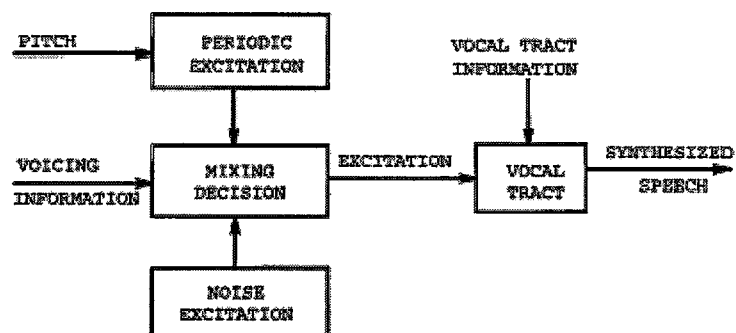 PITCH
PERIODIC
EXCITATION
VOCAL TRACT
INFORMATION
VOICING
INFORMATION
MIXING
DECISION
EXCITATION
VOCAL
TRACT
SYNTHESIZED
SPEECH
NOISE
EXCITATION